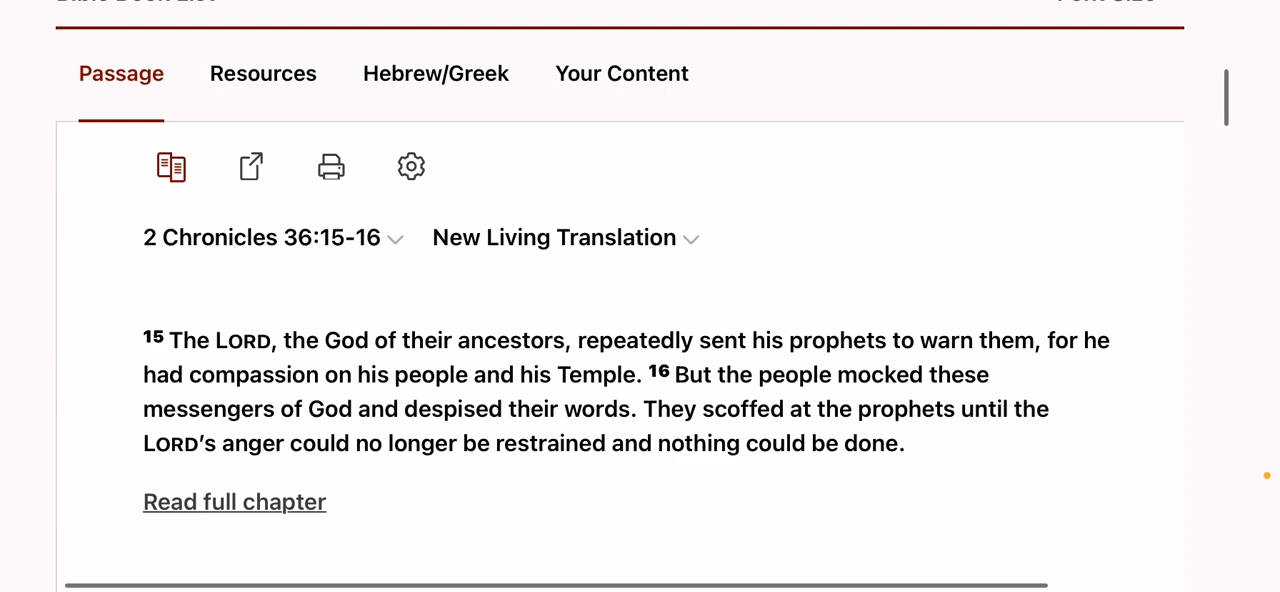 Passage Resources Hebrew/Greek Your Content
2 Chronicles 36:15-16 New Living Translation
15 The LORD, the God of their ancestors, repeatedly sent his prophets to warn them, for he
had compassion on his people and his Temple. 16 But the people mocked these
messengers of God and despised their words. They scoffed at the prophets until the
LORD’s anger could no longer be restrained and nothing could be done.
Read full chapter